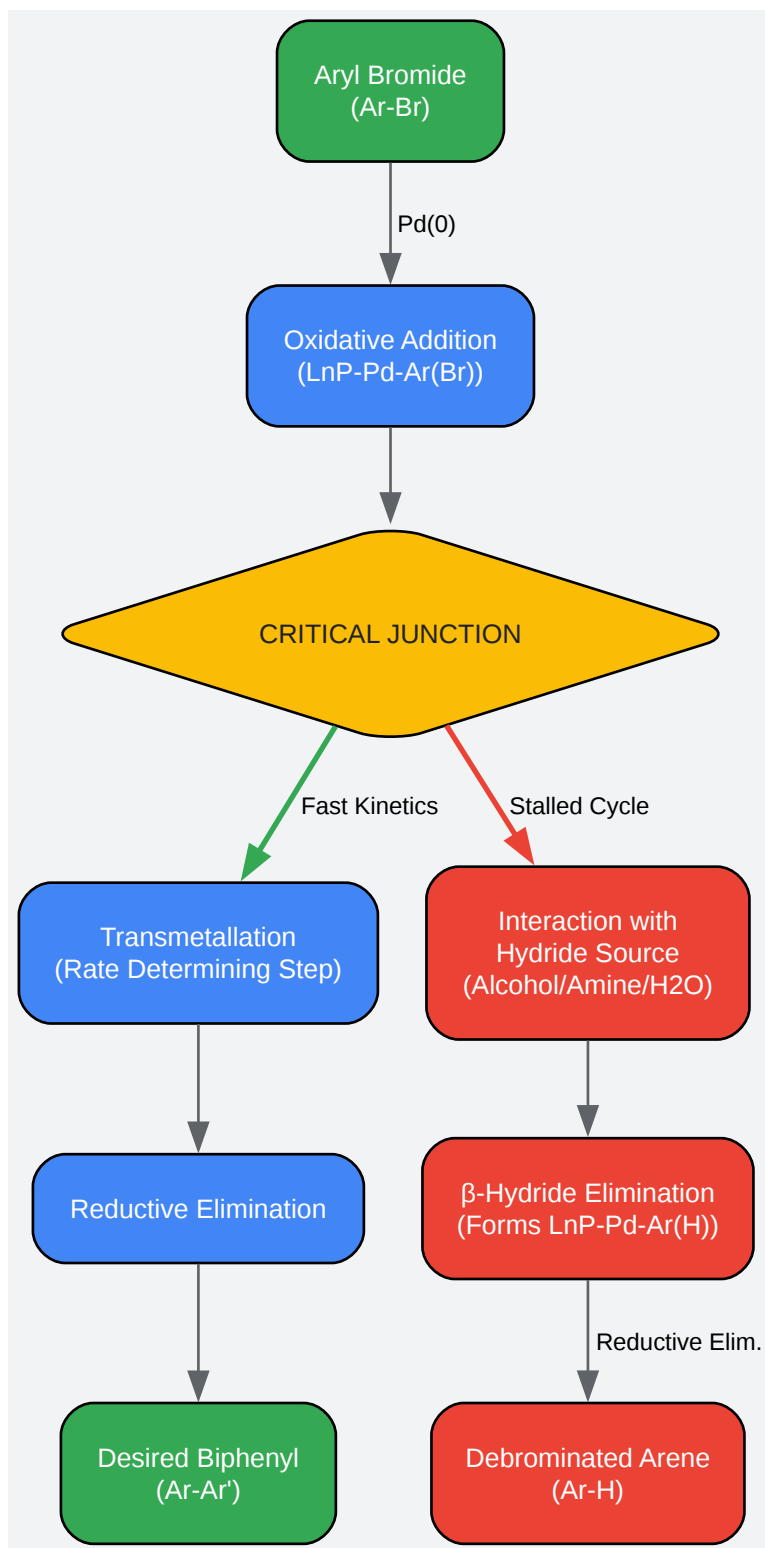 Aryl Bromide
(Ar-Br)
Pd(0)
Oxidative Addition
(LnP-Pd-Ar(Br))
CRITICAL JUNCTION
Fast Kinetics
Stalled Cycle
Transmetallation
(Rate Determining Step)
Interaction with
Hydride Source
(Alcohol/Amine/H2O)
Reductive Elimination
β-Hydride Elimination
(Forms LnP-Pd-Ar(H))
Reductive Elim.
Desired Biphenyl
(Ar-Ar')
Debrominated Arene
(Ar-H)